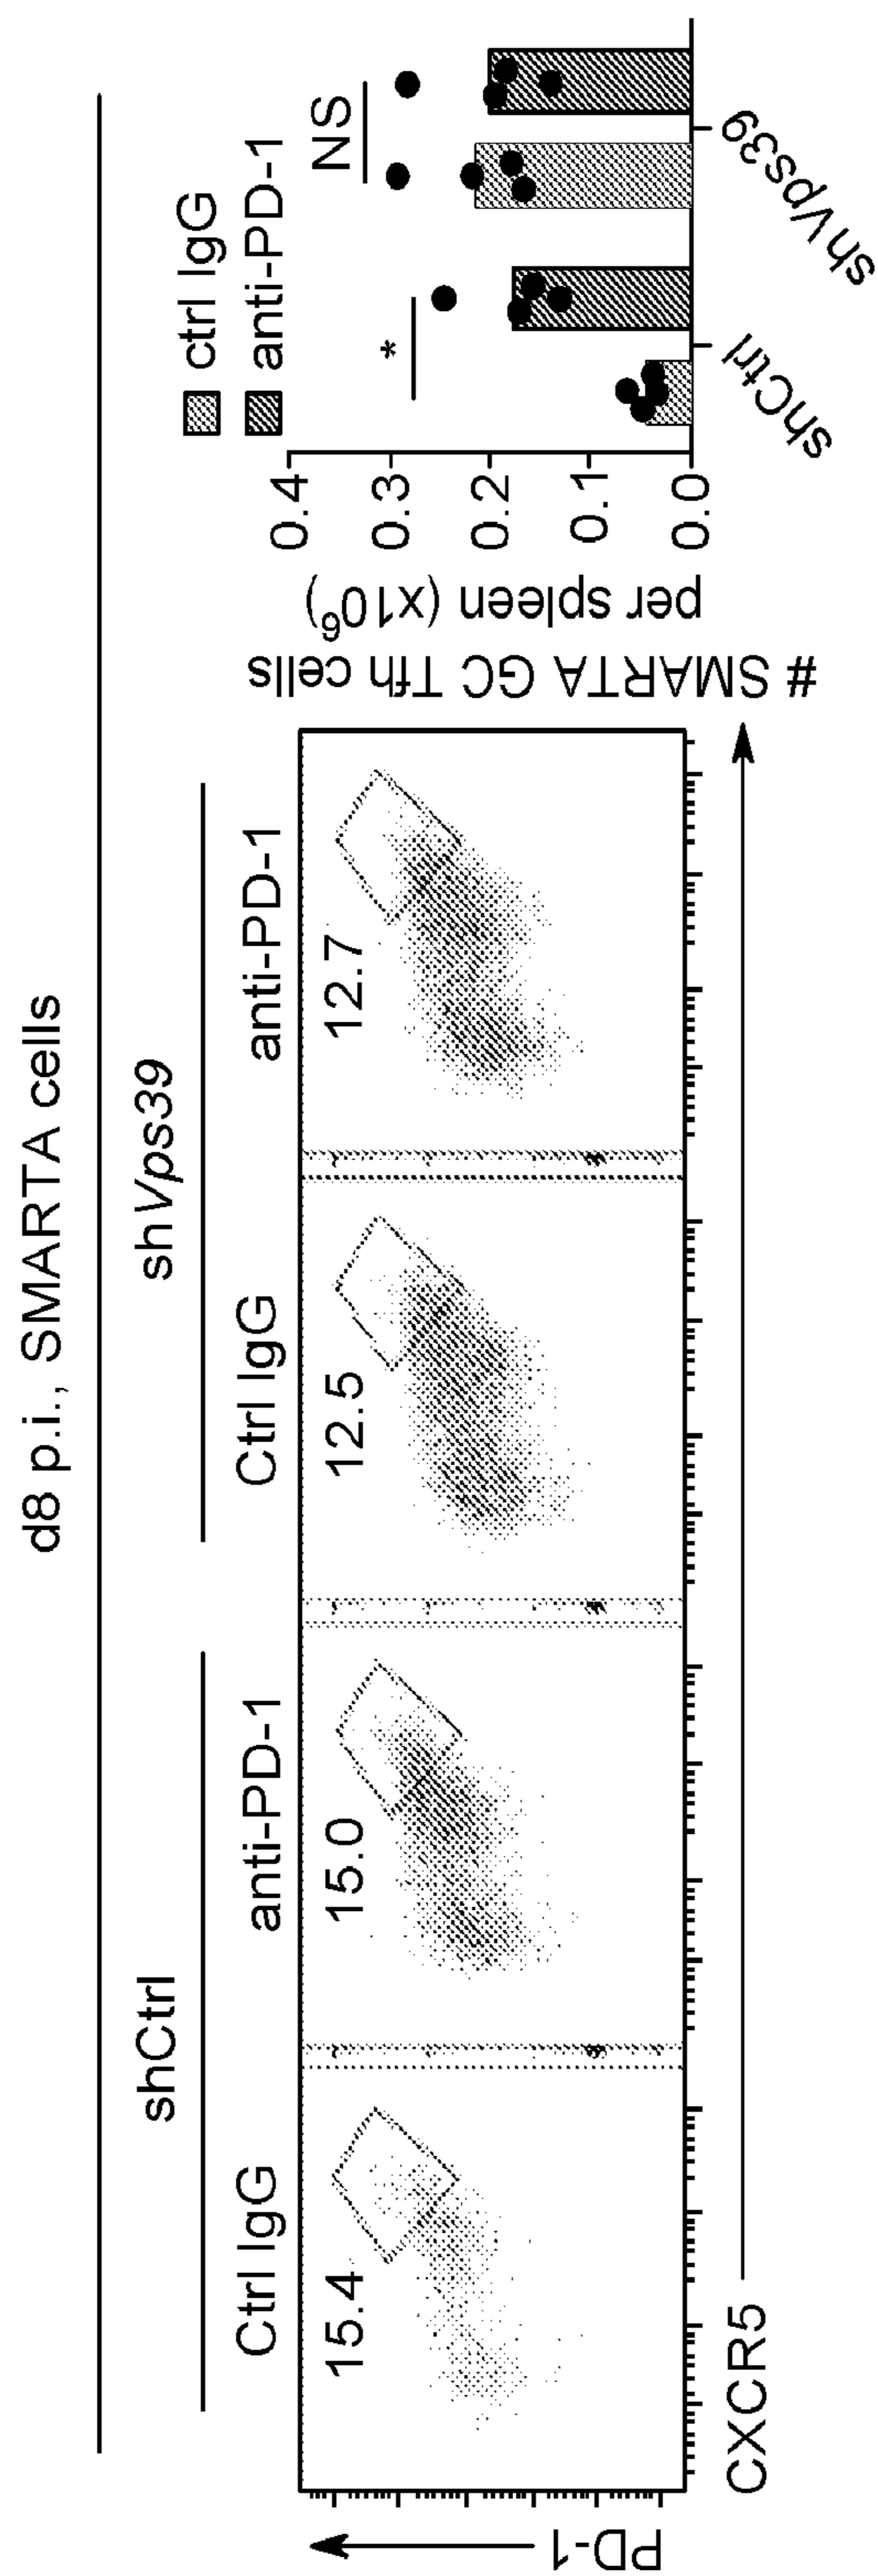 d8 p.i., SMARTA cells
shCtrl
shVps39
Ctrl IgG
anti-PD-1
Ctrl IgG
anti-PD-1
15.4
15.0
12.5
12.7
PD-1
CXCR5
ctrl IgG
anti-PD-1
# SMARTA GC Tfh cells
per spleen (x10⁶)
0.4
0.3
0.2
0.1
0.0
*
NS
shCtrl
shVps39